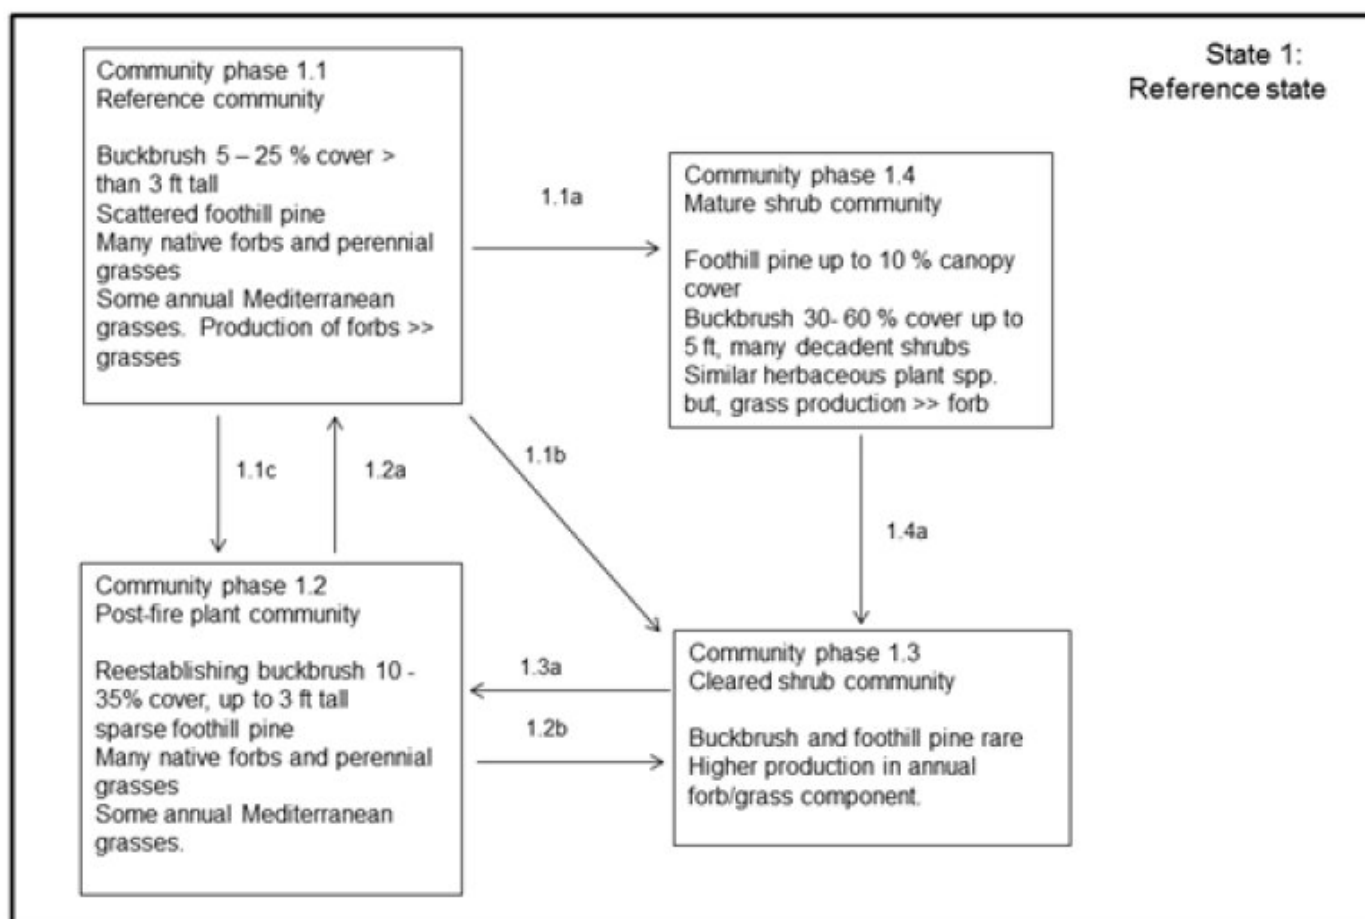 State 1:
Reference state
Community phase 1.1
Reference community
Buckbrush 5 – 25 % cover >
than 3 ft tall
Scattered foothill pine
Many native forbs and perennial
grasses
Some annual Mediterranean
grasses. Production of forbs >>
grasses
1.1a
Community phase 1.4
Mature shrub community
Foothill pine up to 10 % canopy
cover
Buckbrush 30- 60 % cover up to
5 ft, many decadent shrubs
Similar herbaceous plant spp.
but, grass production >> forb
1.1c
1.2a
1.1b
1.4a
Community phase 1.2
Post-fire plant community
Reestablishing buckbrush 10 -
35% cover, up to 3 ft tall
sparse foothill pine
Many native forbs and perennial
grasses
Some annual Mediterranean
grasses.
1.3a
1.2b
Community phase 1.3
Cleared shrub community
Buckbrush and foothill pine rare
Higher production in annual
forb/grass component.